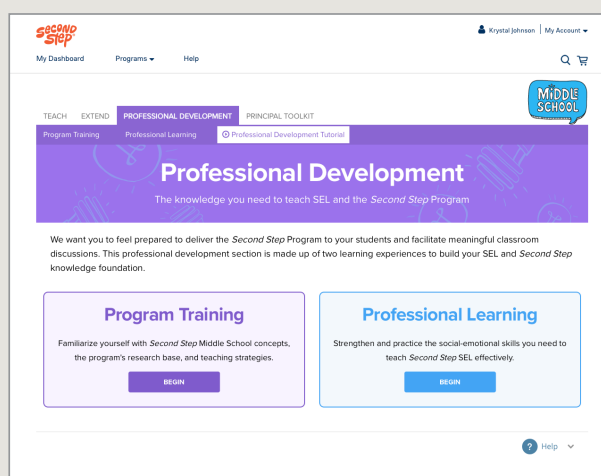 Second Step®
Krystal Johnson | My Account
My Dashboard Programs Help
MiDDLE SCHOOL
TEACH EXTEND PROFESSIONAL DEVELOPMENT PRINCIPAL TOOLKIT
Program Training Professional Learning Professional Development Tutorial
Professional Development
The knowledge you need to teach SEL and the Second Step Program
We want you to feel prepared to deliver the Second Step Program to your students and facilitate meaningful classroom
discussions. This professional development section is made up of two learning experiences to build your SEL and Second Step
knowledge foundation.
Program Training
Familiarize yourself with Second Step Middle School concepts,
the program's research base, and teaching strategies.
BEGIN
Professional Learning
Strengthen and practice the social-emotional skills you need to
teach Second Step SEL effectively.
BEGIN
? Help